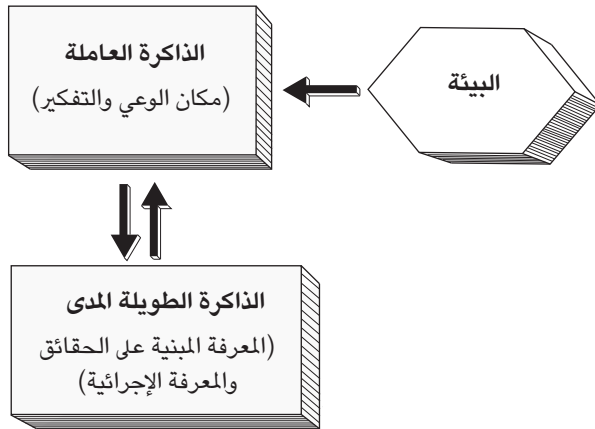 الذاكرة العاملة
(مكان الوعي والتفكير)
البيئة
الذاكرة الطويلة المدى
(المعرفة المبنية على الحقائق
والمعرفة الإجرائية)